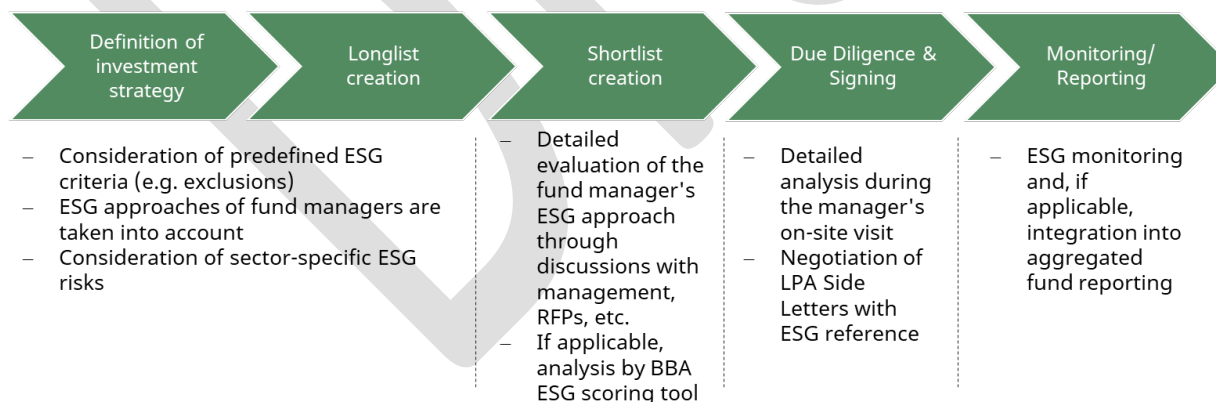 Definition of
investment
strategy
Longlist
creation
Shortlist
creation
Due Diligence &
Signing
Monitoring/
Reporting
– Consideration of predefined ESG
criteria (e.g. exclusions)
– ESG approaches of fund managers are
taken into account
– Consideration of sector-specific ESG
risks
– Detailed
evaluation of the
fund manager's
ESG approach
through
discussions with
management,
RFPs, etc.
– If applicable,
analysis by BBA
ESG scoring tool
– Detailed
analysis during
the manager's
on-site visit
– Negotiation of
LPA Side
Letters with
ESG reference
– ESG monitoring
and, if
applicable,
integration into
aggregated
fund reporting